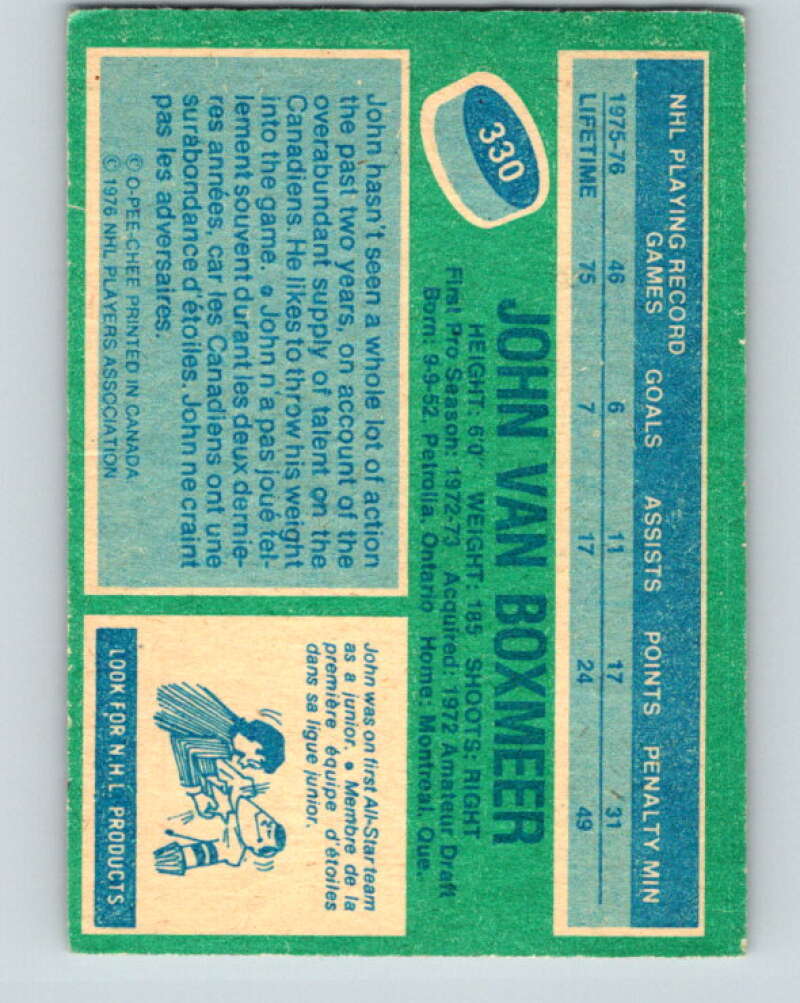 NHL PLAYING RECORD
GAMES GOALS ASSISTS POINTS PENALTY MIN
1975-76 46 6 11 17 31
LIFETIME 75 7 17 24 49
330
JOHN VAN BOXMEER
HEIGHT: 6'0" WEIGHT: 185 SHOOTS: RIGHT
First Pro Season: 1972-73 Acquired: 1972 Amateur Draft
Born: 9-9-52, Petrolia, Ontario Home: Montreal, Que.
John hasn't seen a whole lot of action
the past two years, on account of the
overabundant supply of talent on the
Canadiens. He likes to throw his weight
into the game. • John n'a pas joué tel-
lement souvent durant les deux derniè-
res années, car les Canadiens ont une
surabondance d'étoiles. John ne craint
pas les adversaires.
© O-PEE-CHEE PRINTED IN CANADA
© 1976 NHL PLAYERS ASSOCIATION
John was on first All-Star team
as a junior. • Membre de la
première équipe d'étoiles
dans sa ligue junior.
LOOK FOR N.H.L. PRODUCTS